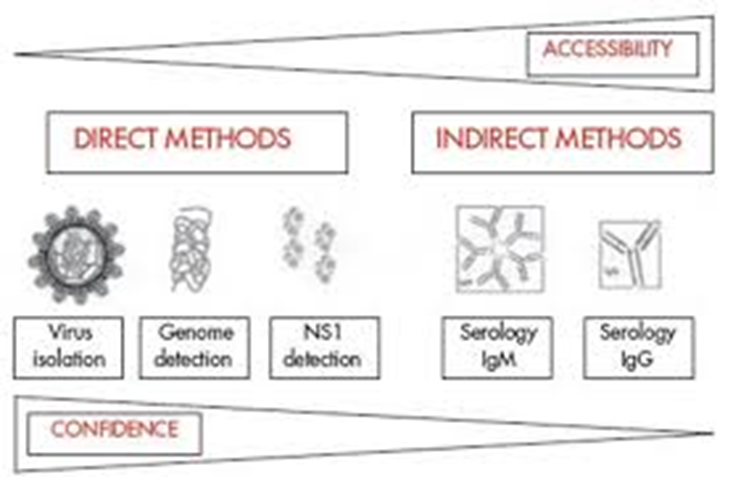 ACCESSIBILITY
DIRECT METHODS
INDIRECT METHODS
Virus
isolation
Genome
detection
NS1
detection
Serology
IgM
Serology
IgG
CONFIDENCE